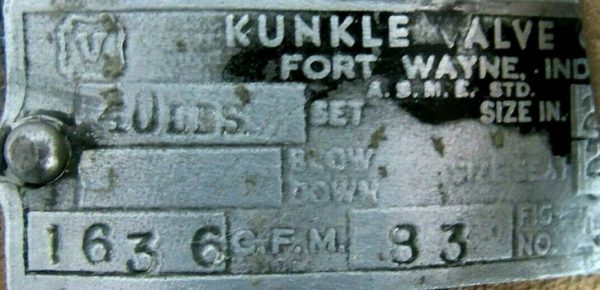 V
KUNKLE VALVE
FORT WAYNE, IND
A.S.M.E. STD.
40 LBS SET SIZE IN.
BLOW
DOWN
1636 C.F.M. 83 FIG.
NO.